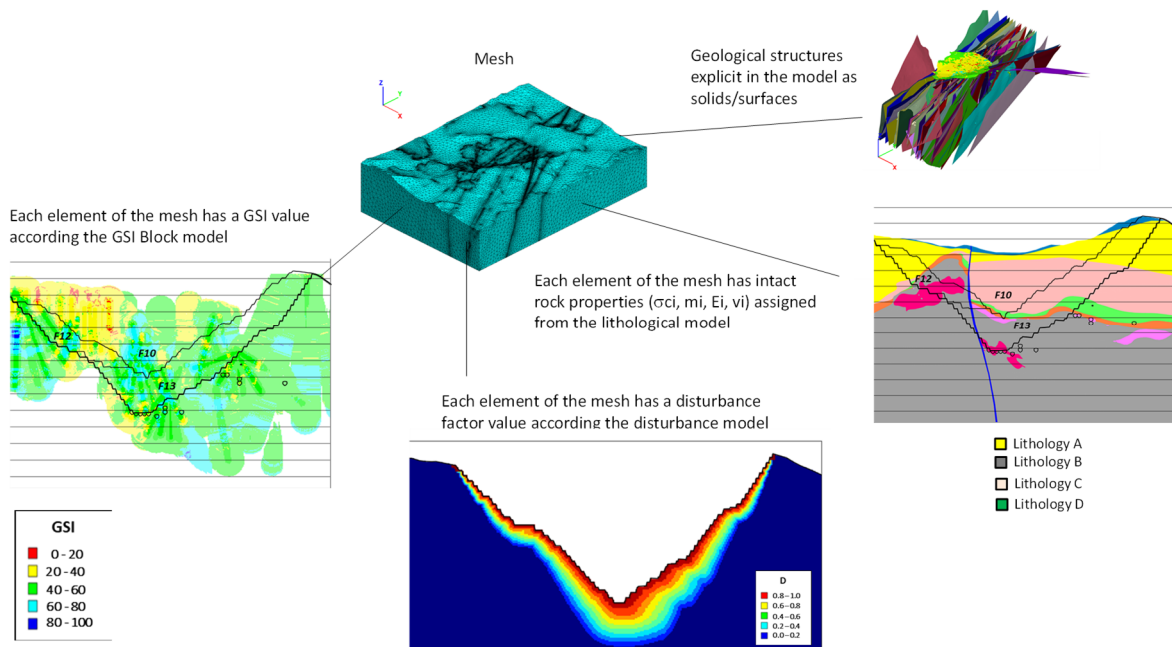 Mesh
Geological structures
explicit in the model as
solids/surfaces
Z
Y
X
X
Each element of the mesh has a GSI value
according the GSI Block model
F12
F10
F13
Each element of the mesh has intact
rock properties (σci, mi, Ei, vi) assigned
from the lithological model
F12
F10
F13
Each element of the mesh has a disturbance
factor value according the disturbance model
Lithology A
Lithology B
Lithology C
Lithology D
GSI
0 - 20
20 - 40
40 - 60
60 - 80
80 - 100
D
0.8 – 1.0
0.6 – 0.8
0.4 – 0.6
0.2 – 0.4
0.0 – 0.2